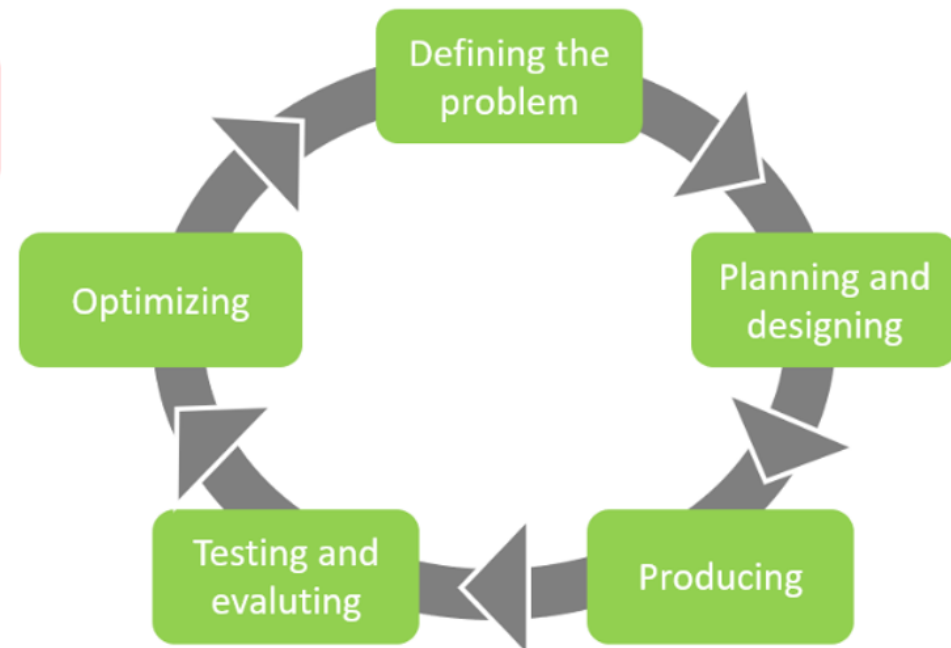 Defining the
problem
Planning and
designing
Producing
Testing and
evaluting
Optimizing